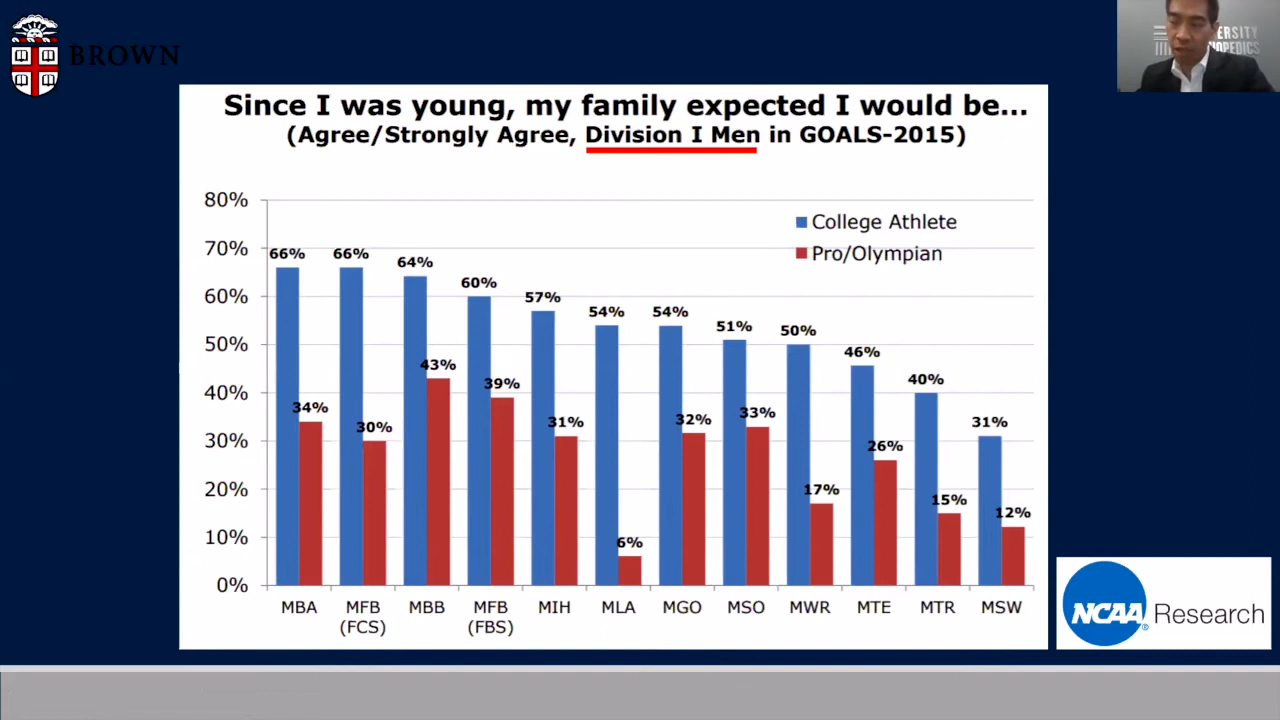 BROWN
ERSITY
OPEDICS
Since I was young, my family expected I would be...
(Agree/Strongly Agree, Division I Men in GOALS-2015)
80%
70%
60%
50%
40%
30%
20%
10%
0%
College Athlete
Pro/Olympian
66% 66% 64% 60% 57% 54% 54% 51% 50% 46% 40% 31%
34% 30% 43% 39% 31% 6% 32% 33% 17% 26% 15% 12%
MBA MFB MBB MFB MIH MLA MGO MSO MWR MTE MTR MSW
(FCS) (FBS)
NCAA® Research